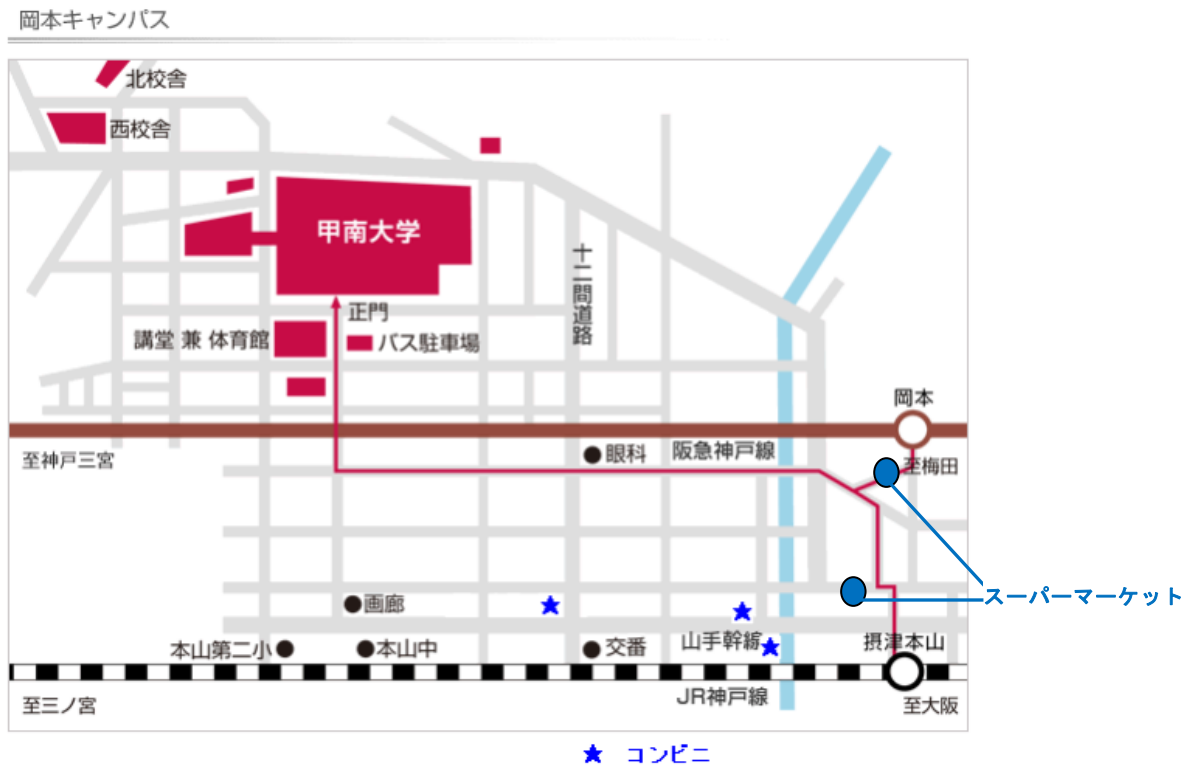 岡本キャンパス
北校舎
西校舎
甲南大学
十二間道路
正門
講堂 兼 体育館
バス駐車場
岡本
至神戸三宮
眼科
阪急神戸線
至梅田
スーパーマーケット
画廊
本山第二小
本山中
交番
山手幹線
摂津本山
至三ノ宮
JR神戸線
至大阪
★ コンビニ